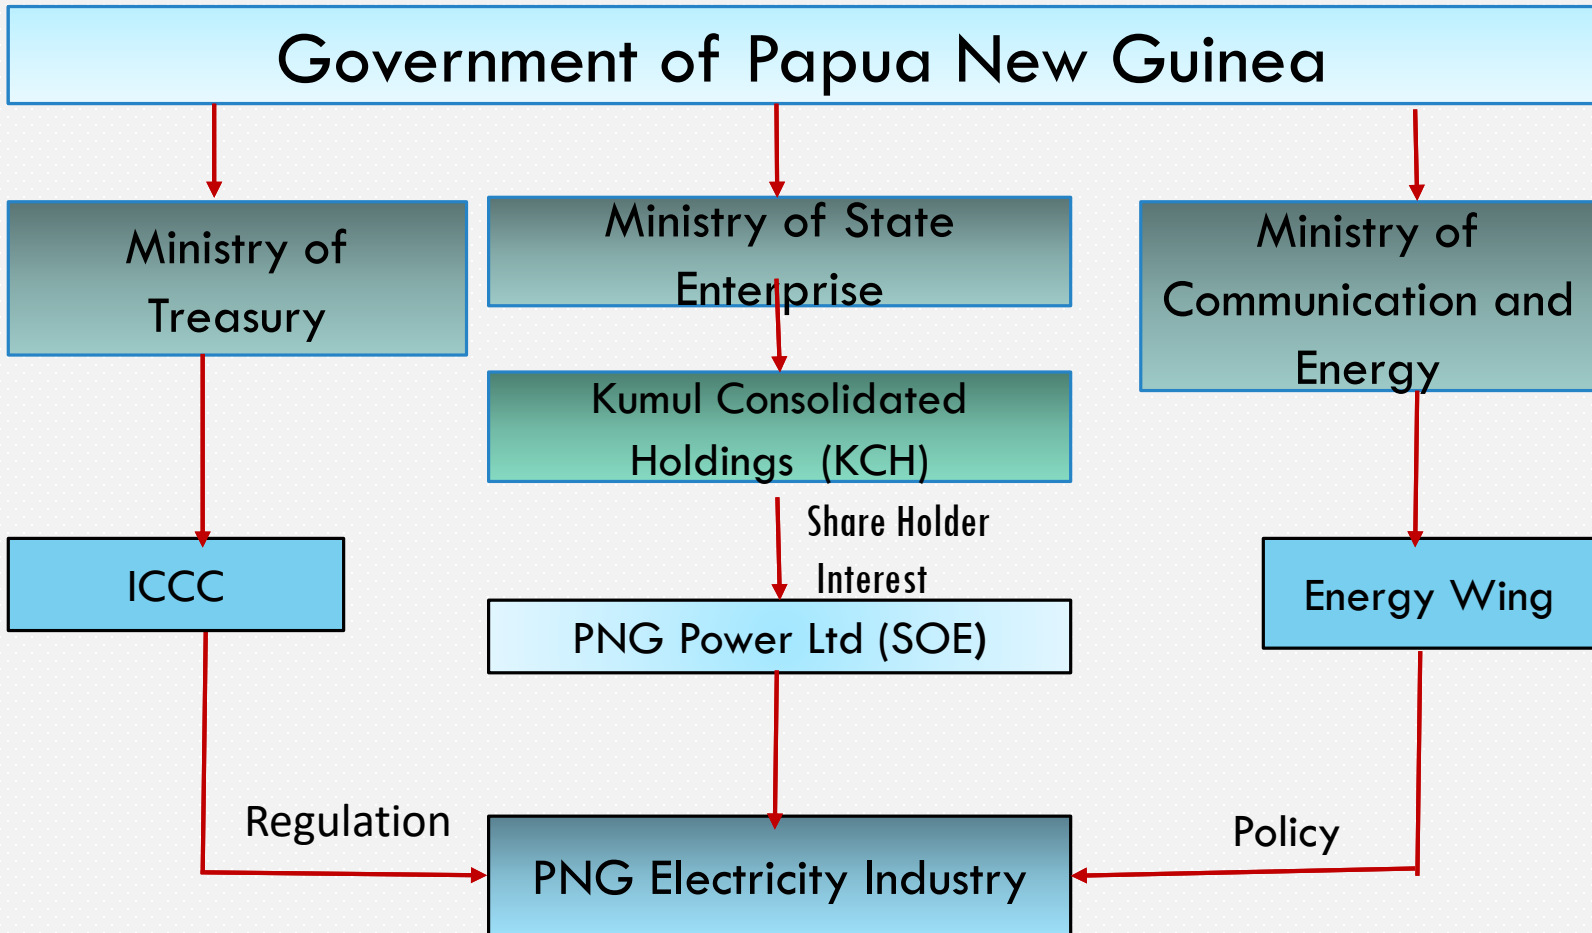 Government of Papua New Guinea
Ministry of
Treasury
Ministry of State
Enterprise
Ministry of
Communication and
Energy
Kumul Consolidated
Holdings (KCH)
Share Holder
Interest
ICCC
PNG Power Ltd (SOE)
Energy Wing
Regulation
Policy
PNG Electricity Industry